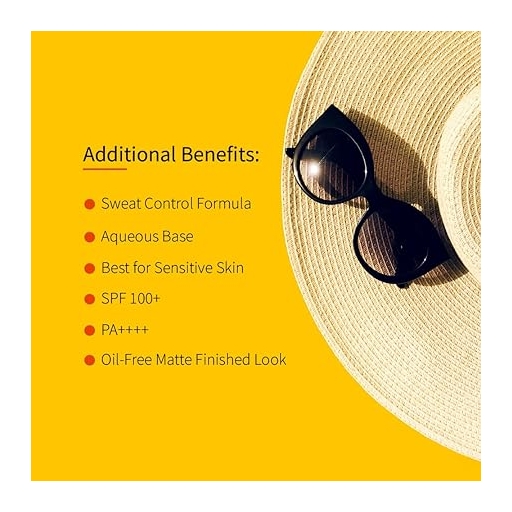 Additional Benefits:
Sweat Control Formula
Aqueous Base
Best for Sensitive Skin
SPF 100+
PA++++
Oil-Free Matte Finished Look